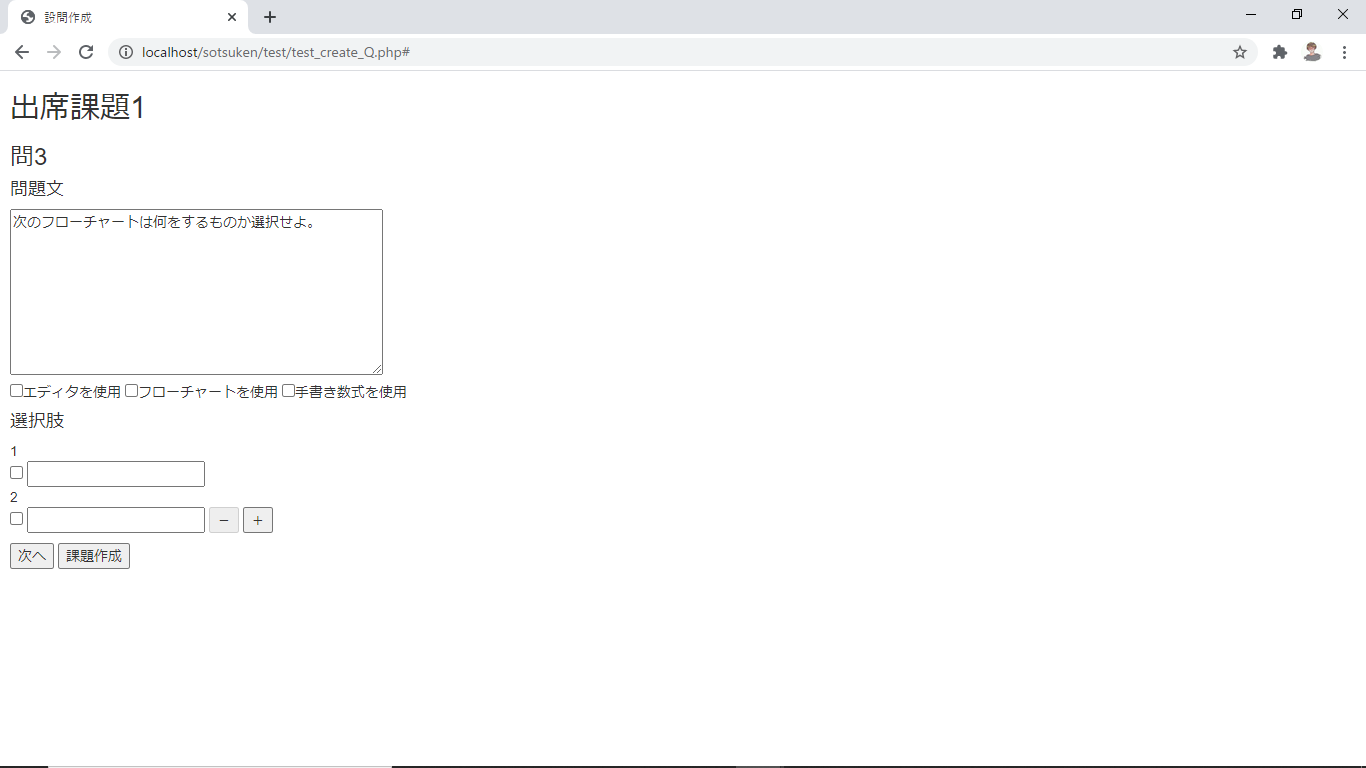 設問作成
localhost/sotsuken/test/test_create_Q.php#
出席課題1
問3
問題文
次のフローチャートは何をするものか選択せよ。
エディタを使用 フローチャートを使用 手書き数式を使用
選択肢
1
2
− +
次へ 課題作成